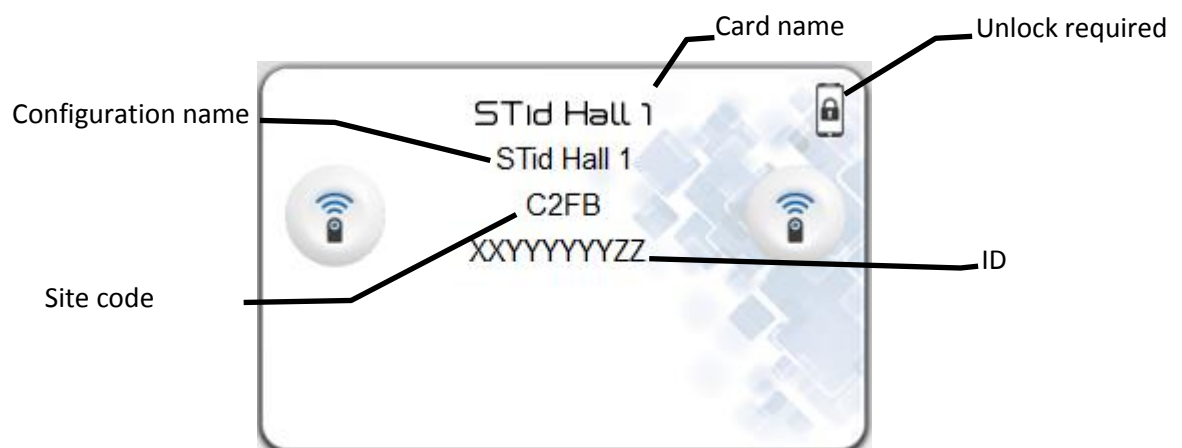 Card name
Unlock required
Configuration name
STid Hall 1
STid Hall 1
C2FB
XXYYYYYYZZ
ID
Site code